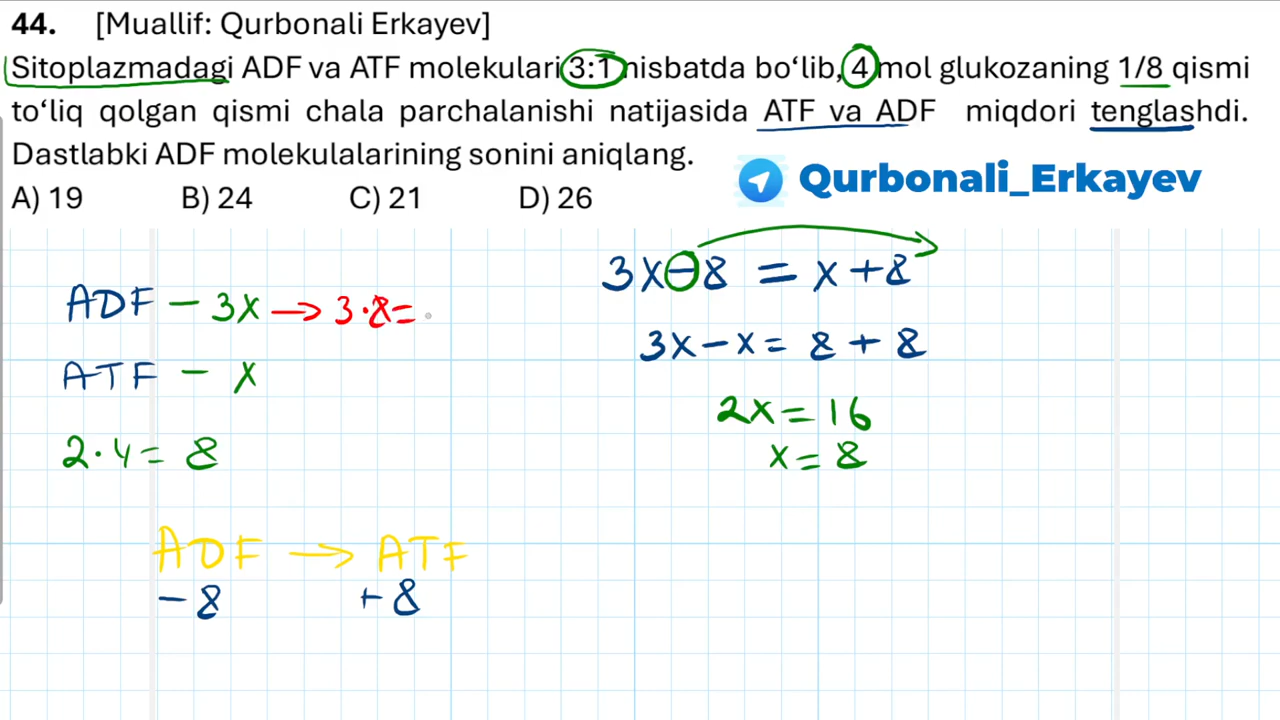 44. [Muallif: Qurbonali Erkayev]
Sitoplazmadagi ADF va ATF molekulari 3:1 nisbatda bo‘lib, 4 mol glukozaning 1/8 qismi
to‘liq qolgan qismi chala parchalanishi natijasida ATF va ADF miqdori tenglashdi.
Dastlabki ADF molekulalarining sonini aniqlang.
A) 19 B) 24 C) 21 D) 26
Qurbonali_Erkayev
3x-8 = x+8
ADF - 3x → 3·8=
3x-x= 8 + 8
ATF - x
2x=16
2·4= 8
x=8
ADF → ATF
-8 +8